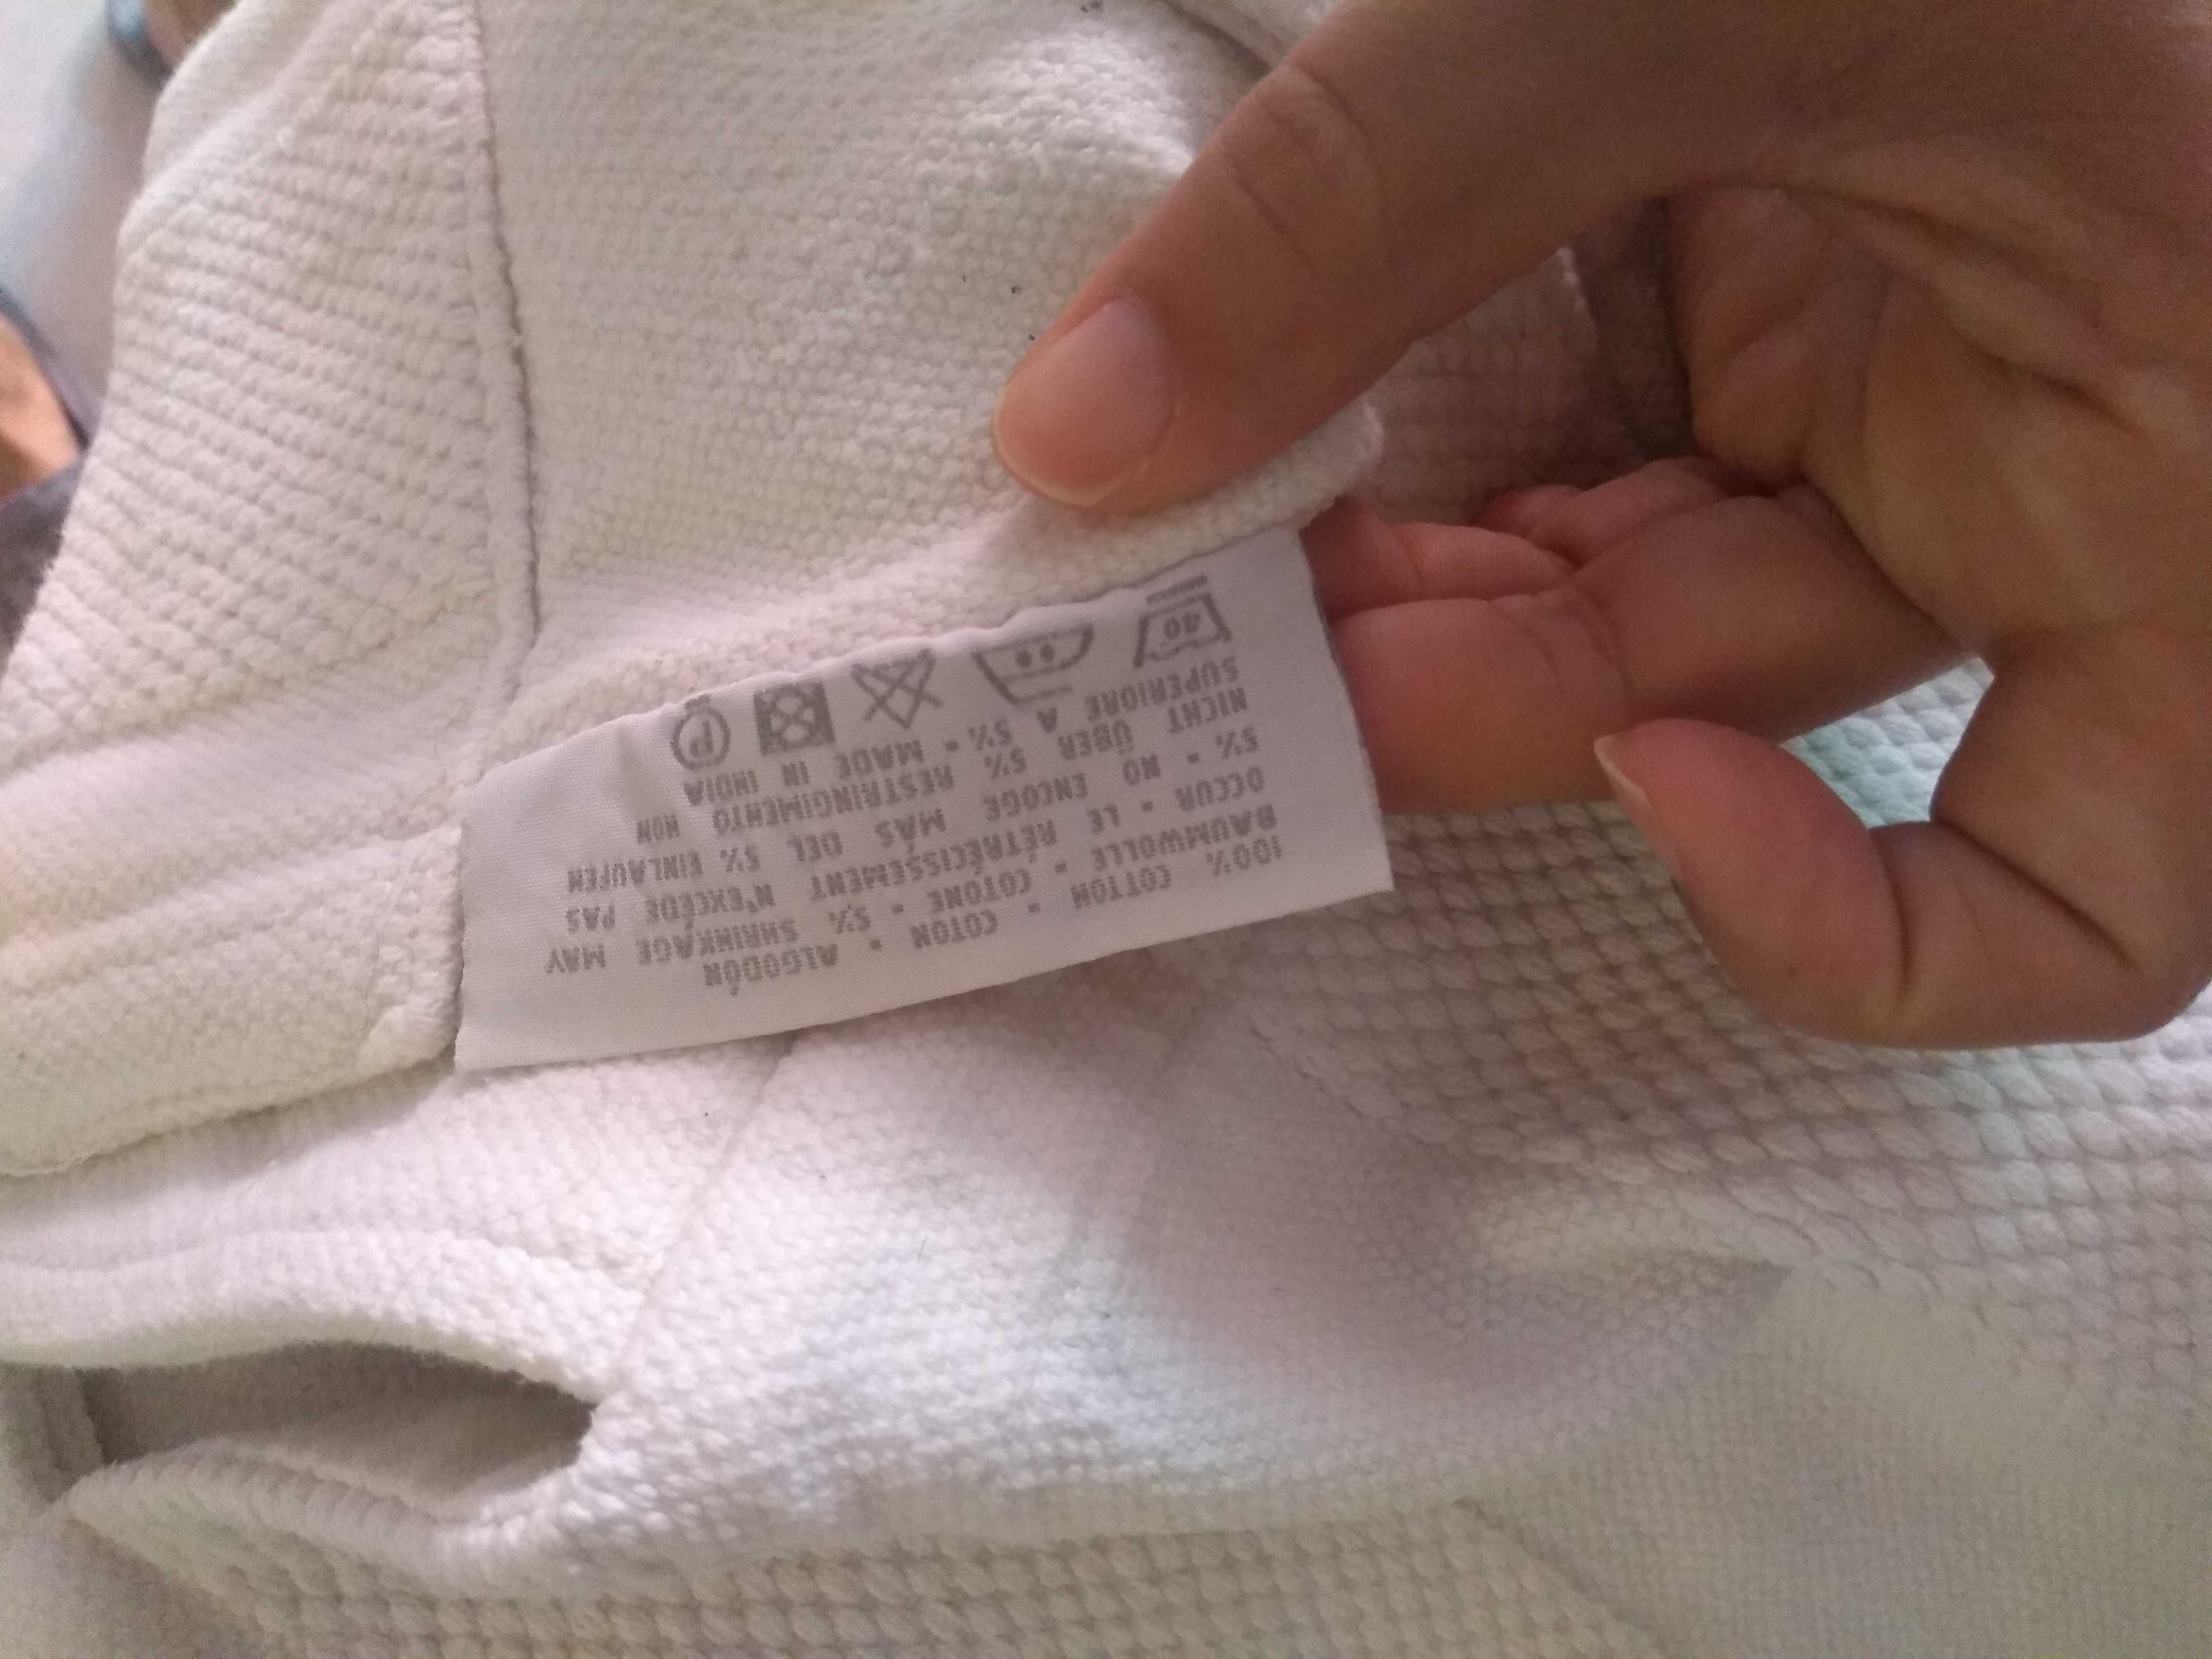 100% COTTON - COTON - ALGODÓN
BAUMWOLLE - COTONE - 5% SHRINKAGE MAY
OCCUR - LE RÉTRÉCISSEMENT N'EXCÈDE PAS
5% - NO ENCOGE MÁS DEL 5% EINLAUFEN
NICHT ÜBER 5% RESTRINGIMENTO NON
SUPERIORE A 5% - MADE IN INDIA
40 P